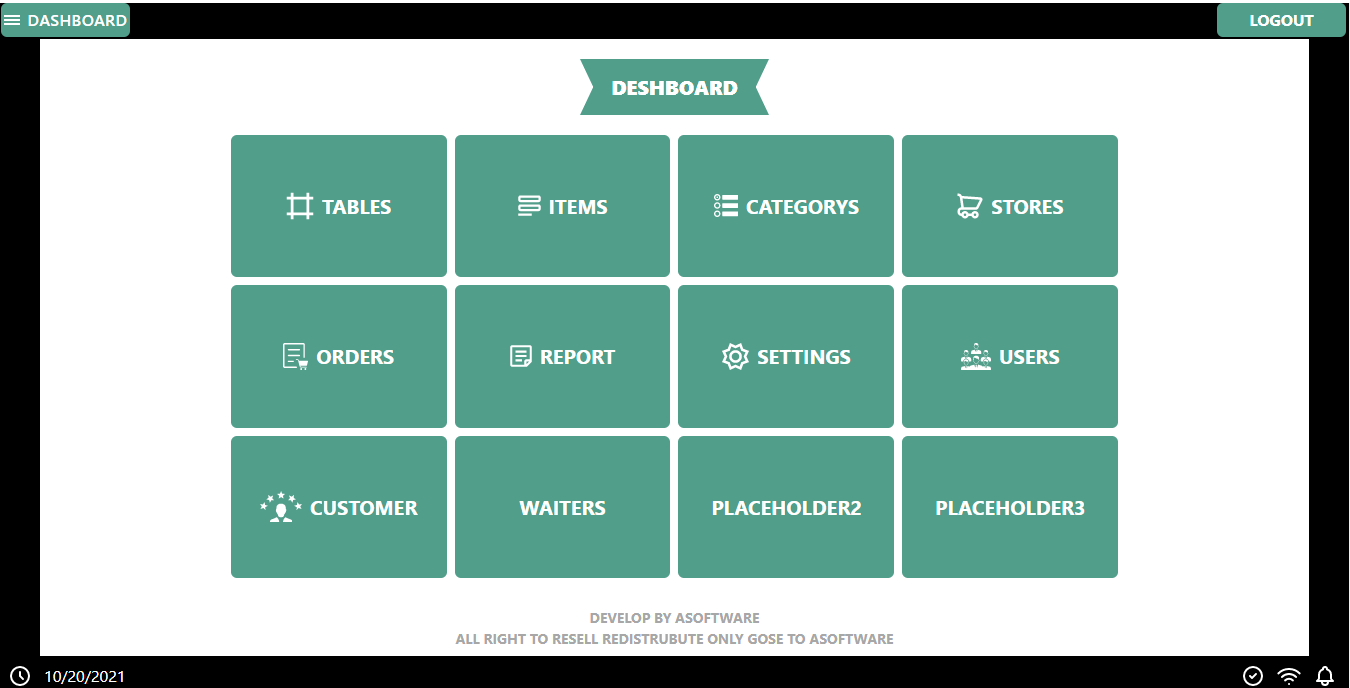 DASHBOARD
LOGOUT
DESHBOARD
TABLES
ITEMS
CATEGORYS
STORES
ORDERS
REPORT
SETTINGS
USERS
CUSTOMER
WAITERS
PLACEHOLDER2
PLACEHOLDER3
DEVELOP BY ASOFTWARE
ALL RIGHT TO RESELL REDISTRUBUTE ONLY GOSE TO ASOFTWARE
10/20/2021